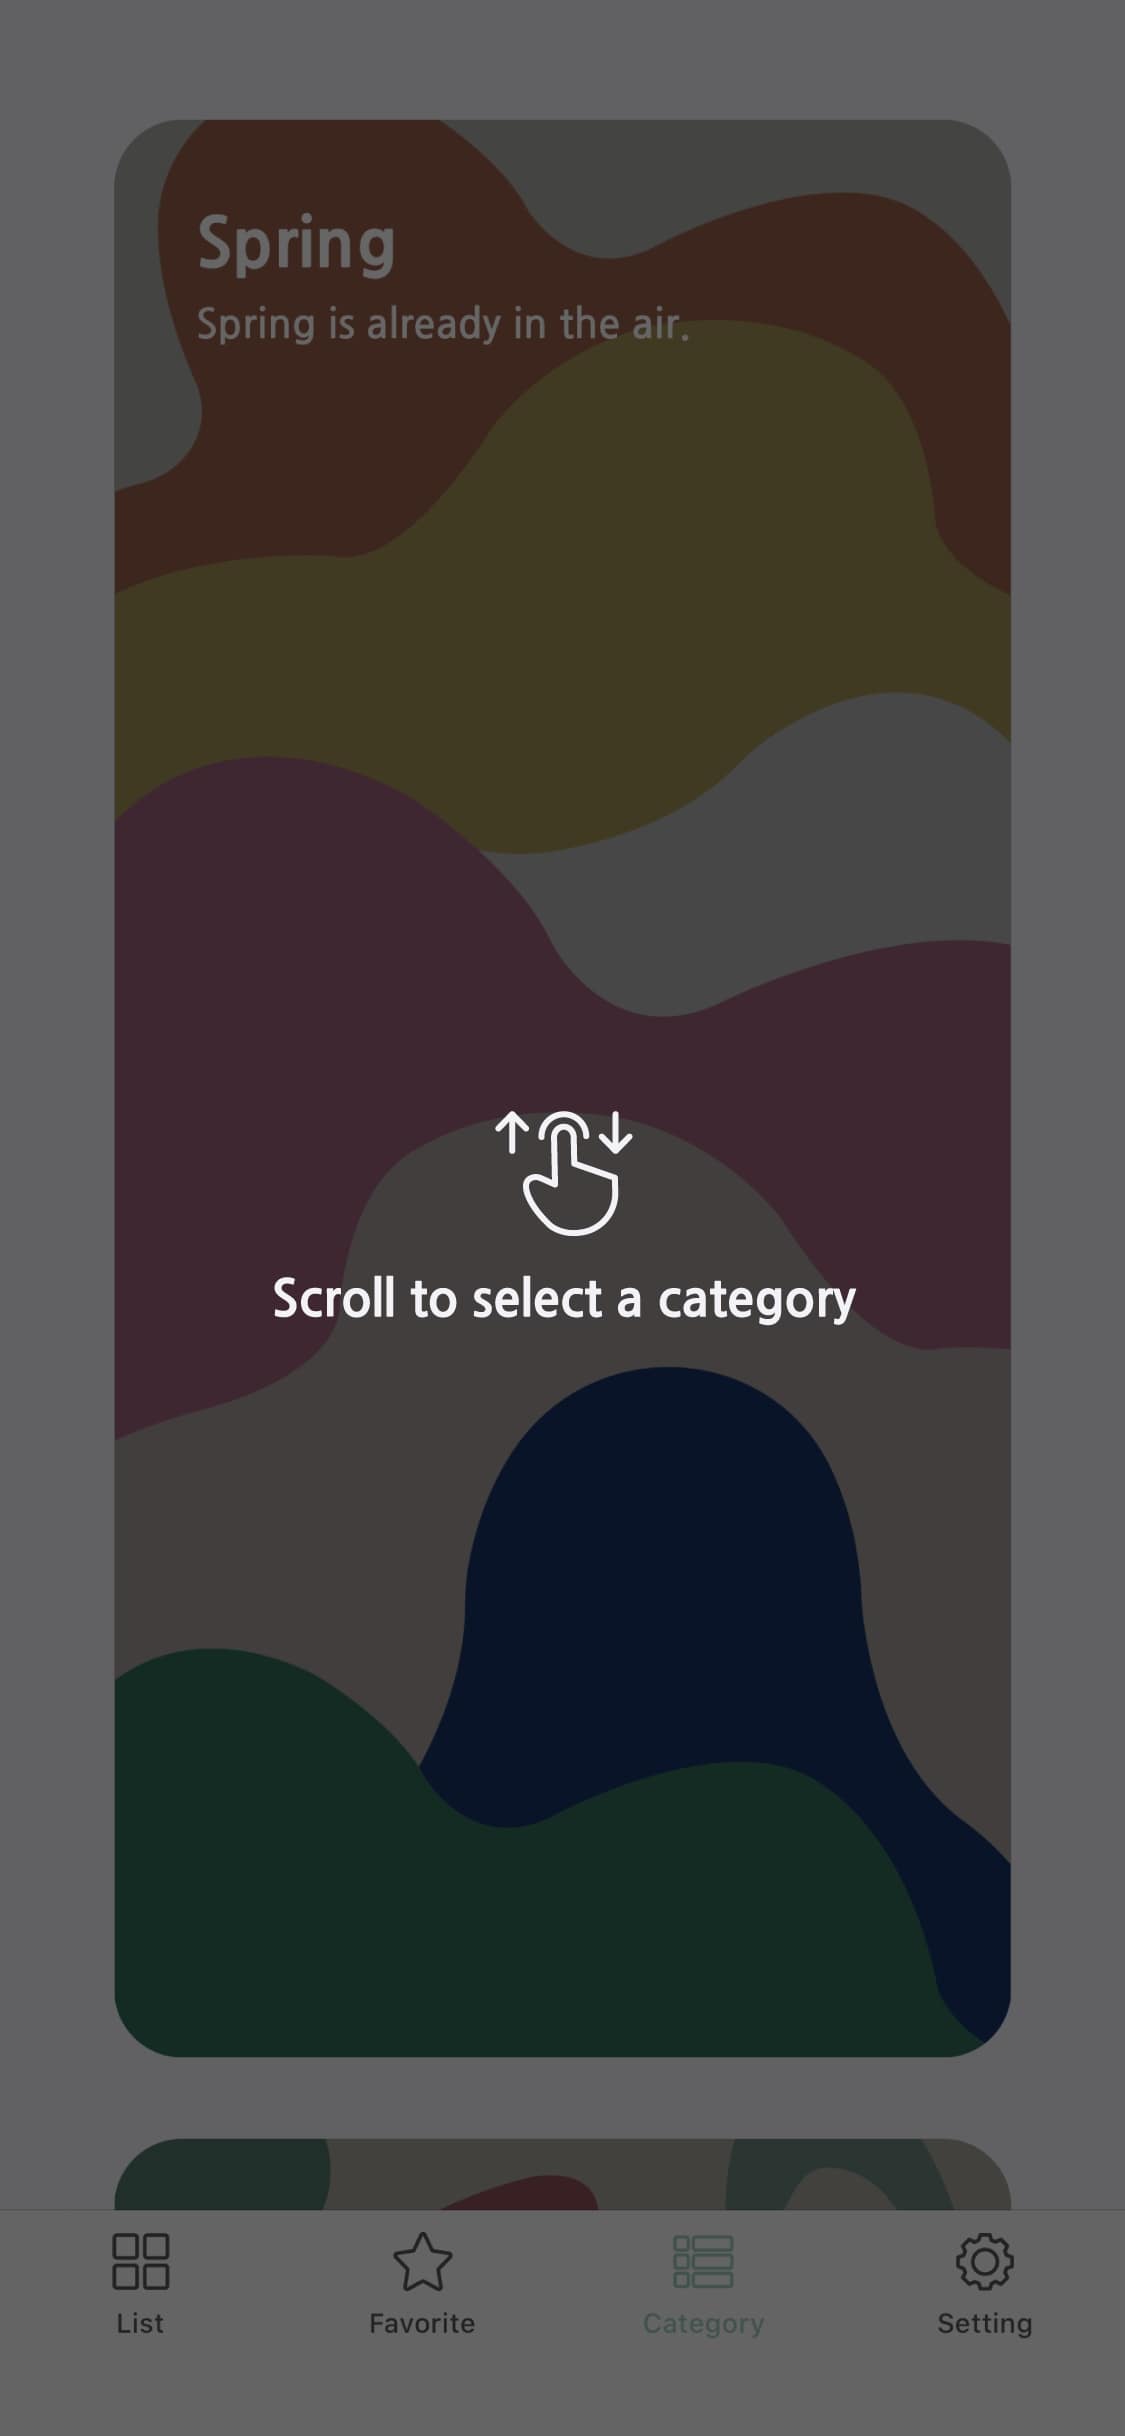 Spring
Spring is already in the air.
Scroll to select a category
List
Favorite
Category
Setting